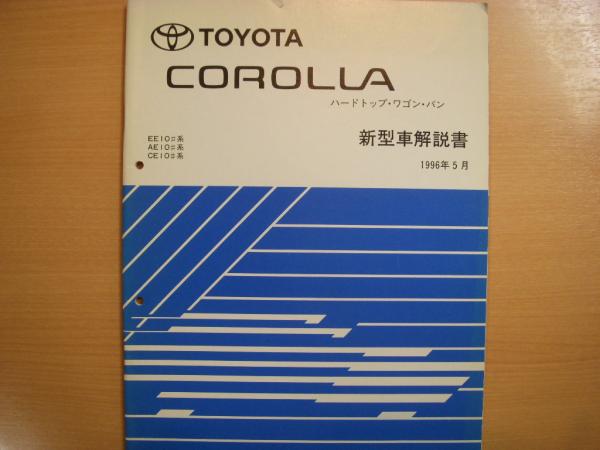 TOYOTA
COROLLA
ハードトップ・ワゴン・バン
EE10#系
AE10#系
CE10#系
新型車解説書
1996年5月